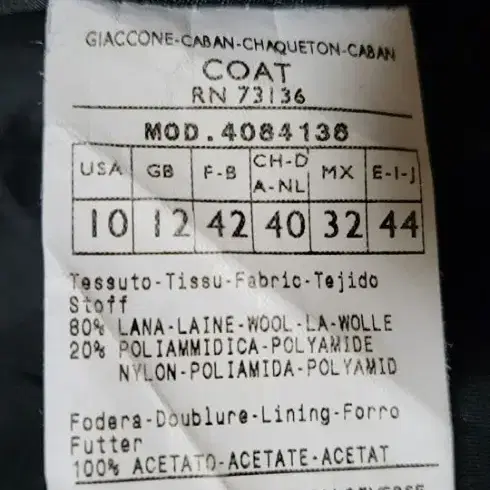 GIACCONE-CABAN-CHAQUETON-CABAN
COAT
RN 73136
MOD.4084138
USA GB F-B CH-D A-NL MX E-I-J
10 12 42 40 32 44
Tessuto-Tissu-Fabric-Tejido
Stoff
80% LANA-LAINE-WOOL-LA-WOLLE
20% POLIAMMIDICA-POLYAMIDE
NYLON-POLIAMIDA-POLYAMID
Fodera-Doublure-Lining-Forro
Futter
100% ACETATO-ACETATE-ACETAT